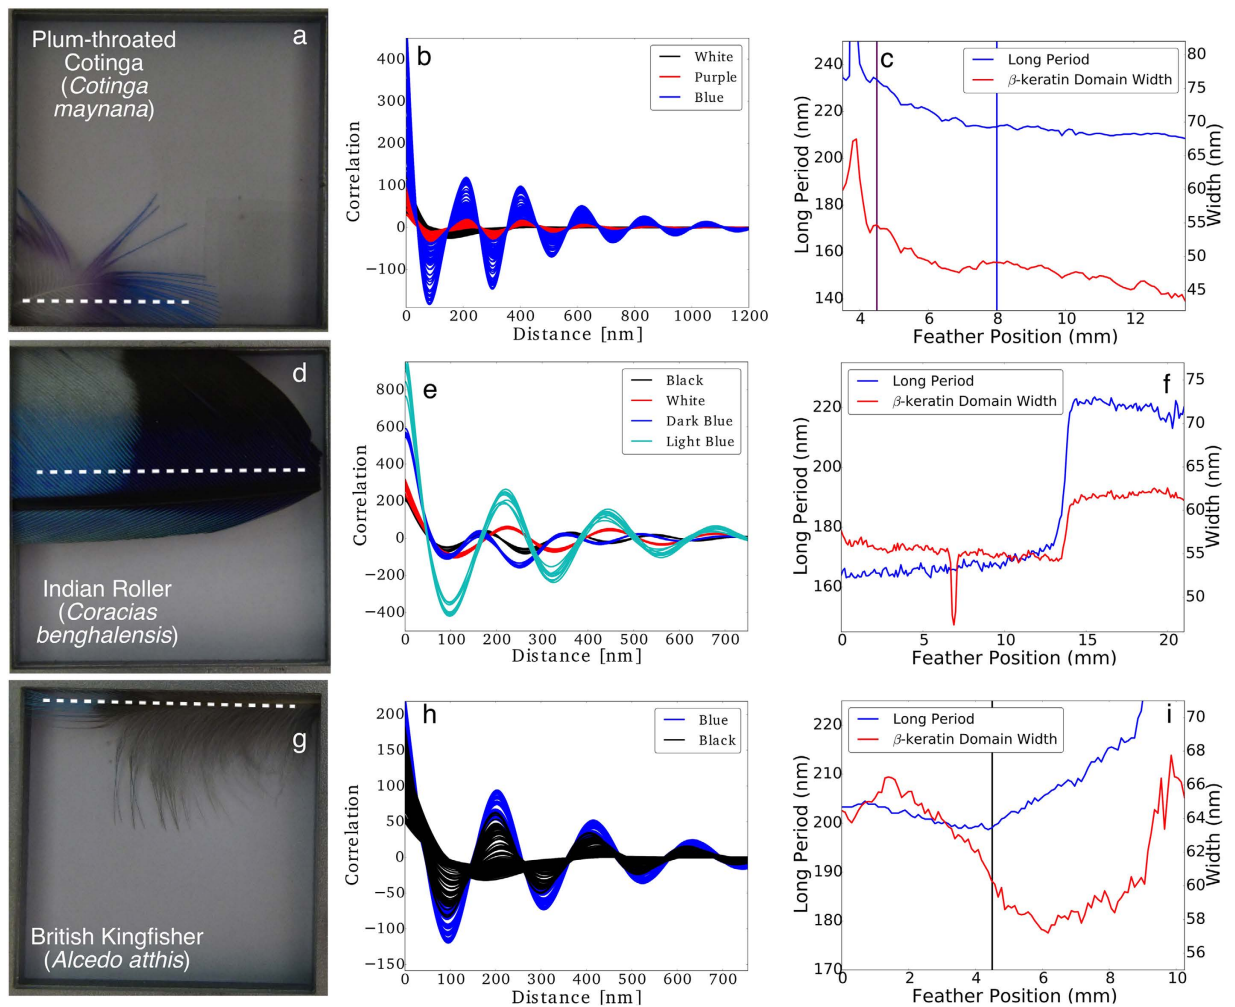 Plum-throated
Cotinga
(Cotinga
maynana)
a
b
White
Purple
Blue
400
300
200
100
0
−100
Correlation
0 200 400 600 800 1000 1200
Distance [nm]
c
Long Period
β-keratin Domain Width
240
220
200
180
160
140
Long Period (nm)
80
75
70
65
60
55
50
45
Width (nm)
4 6 8 10 12
Feather Position (mm)
d
Indian Roller
(Coracias
benghalensis)
e
Black
White
Dark Blue
Light Blue
800
600
400
200
0
−200
−400
Correlation
0 100 200 300 400 500 600 700
Distance [nm]
f
Long Period
β-keratin Domain Width
220
200
180
160
Long Period (nm)
75
70
65
60
55
50
Width (nm)
0 5 10 15 20
Feather Position (mm)
g
British Kingfisher
(Alcedo atthis)
h
Blue
Black
200
150
100
50
0
−50
−100
−150
Correlation
0 100 200 300 400 500 600 700
Distance [nm]
i
Long Period
β-keratin Domain Width
220
210
200
190
180
170
Long Period (nm)
70
68
66
64
62
60
58
56
Width (nm)
0 2 4 6 8 10
Feather Position (mm)